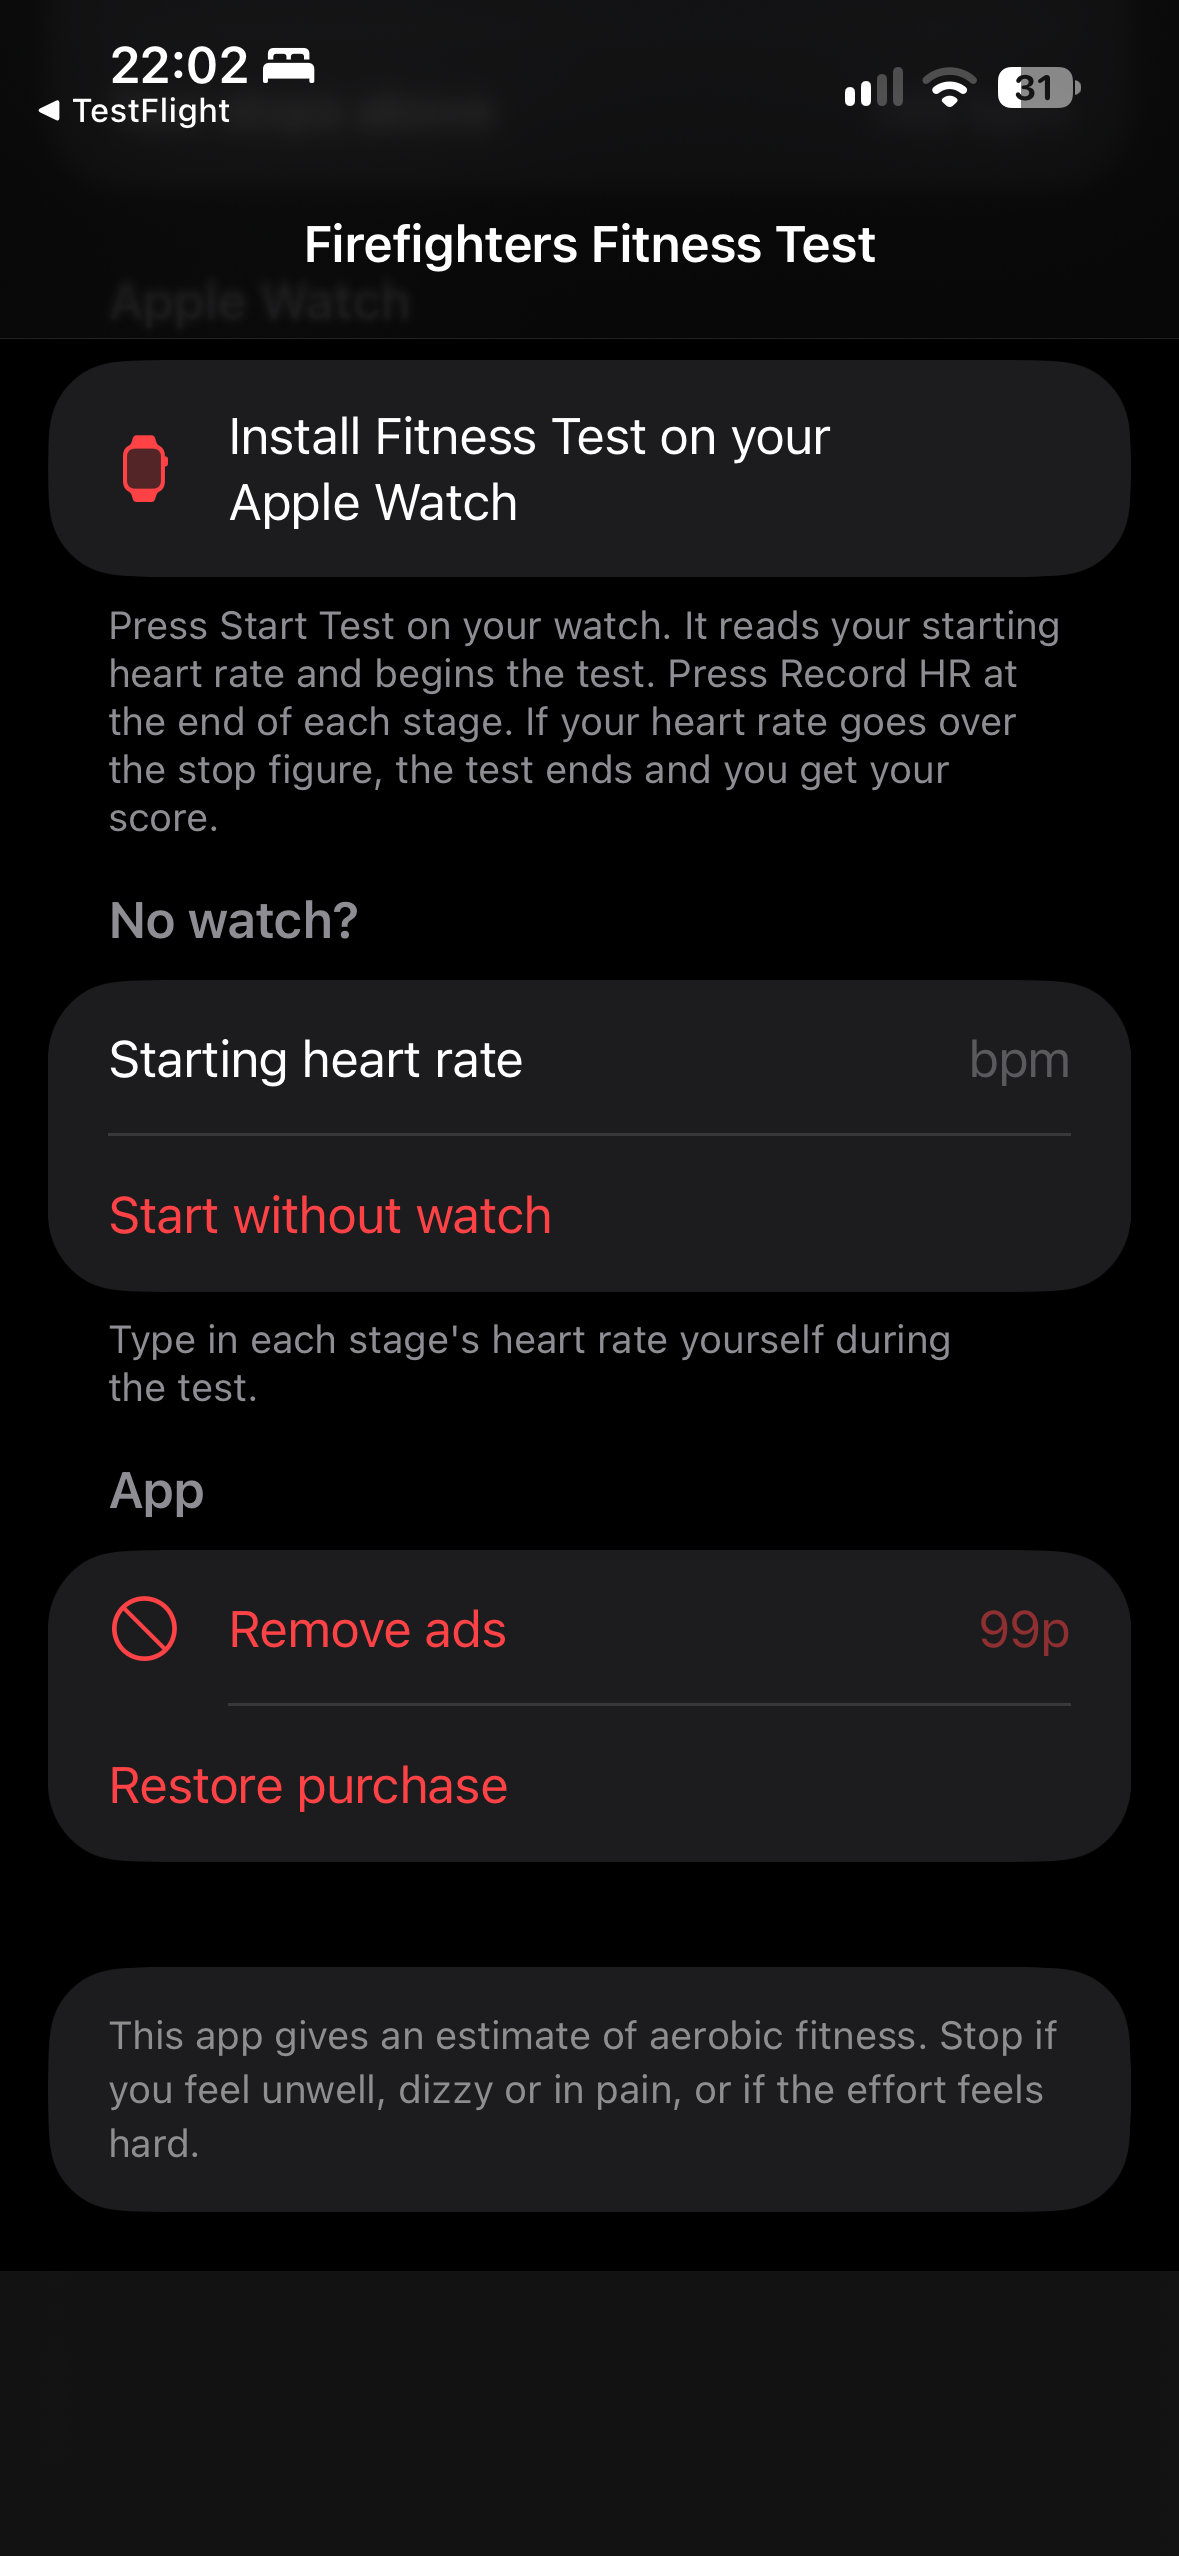 22:02
TestFlight
31
Firefighters Fitness Test
Apple Watch
Install Fitness Test on your
Apple Watch
Press Start Test on your watch. It reads your starting
heart rate and begins the test. Press Record HR at
the end of each stage. If your heart rate goes over
the stop figure, the test ends and you get your
score.
No watch?
Starting heart rate bpm
Start without watch
Type in each stage's heart rate yourself during
the test.
App
Remove ads 99p
Restore purchase
This app gives an estimate of aerobic fitness. Stop if
you feel unwell, dizzy or in pain, or if the effort feels
hard.